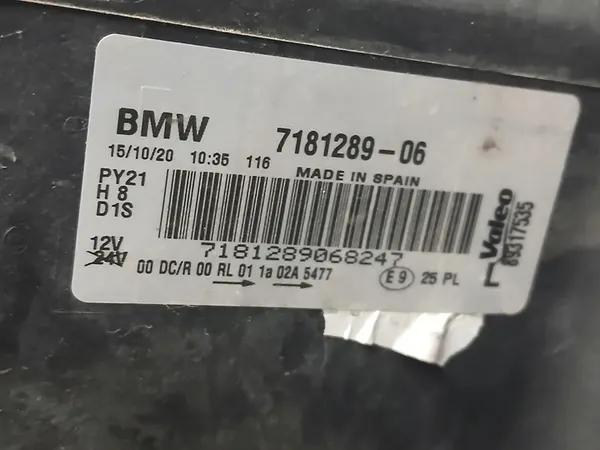 BMW 7181289-06
15/10/20 10:35 116 MADE IN SPAIN
PY21
H 8
D1S
7181289068247
12V
24V
00 DC/R 00 RL 01 1a 02A 5477 E9 25 PL
L Valeo
89317535